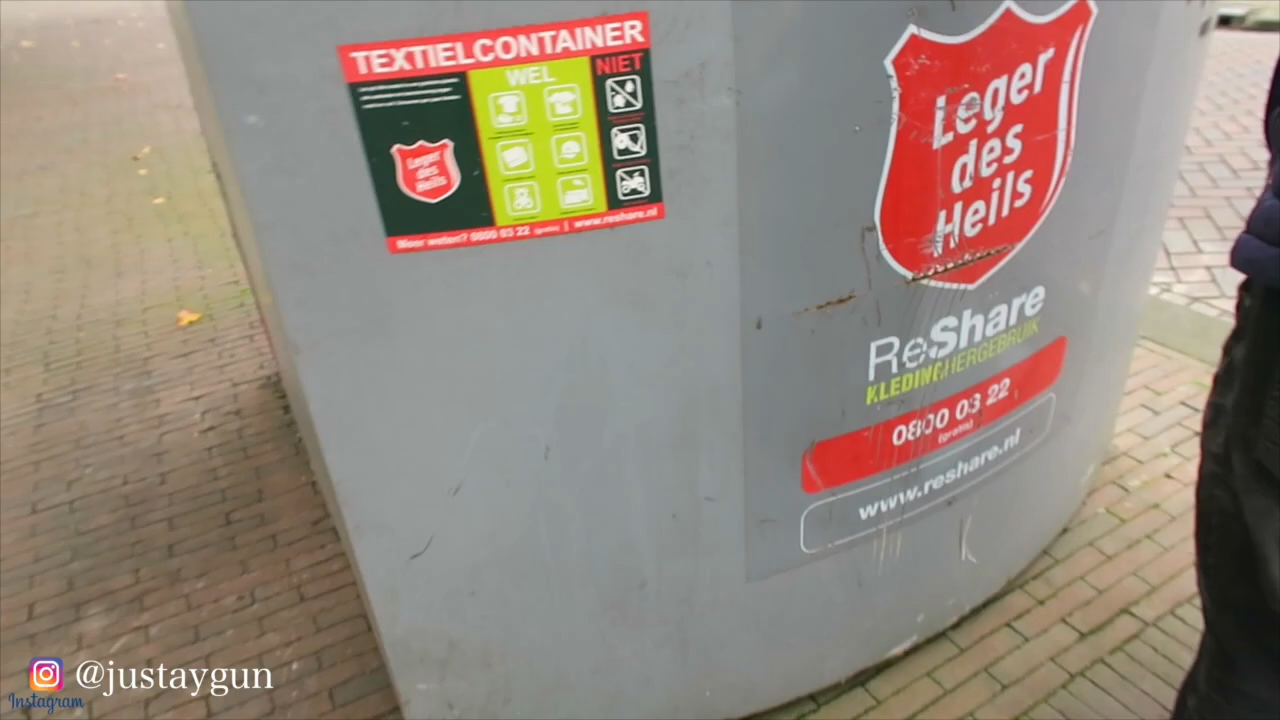 TEXTIELCONTAINER
WEL
NIET
Leger
des
Heils
Meer weten? 0800 03 22 (gratis) | www.reshare.nl
Leger
des
Heils
ReShare
KLEDINGHERGEBRUIK
0800 03 22
(gratis)
www.reshare.nl
K
@justaygun
Instagram